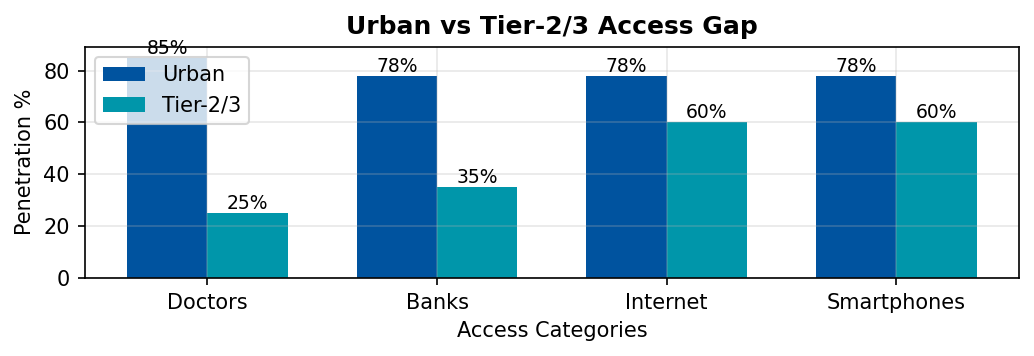 Urban vs Tier-2/3 Access Gap
Penetration %
80
60
40
20
0
Urban
Tier-2/3
85%
25%
78%
35%
78%
60%
78%
60%
Doctors
Banks
Internet
Smartphones
Access Categories